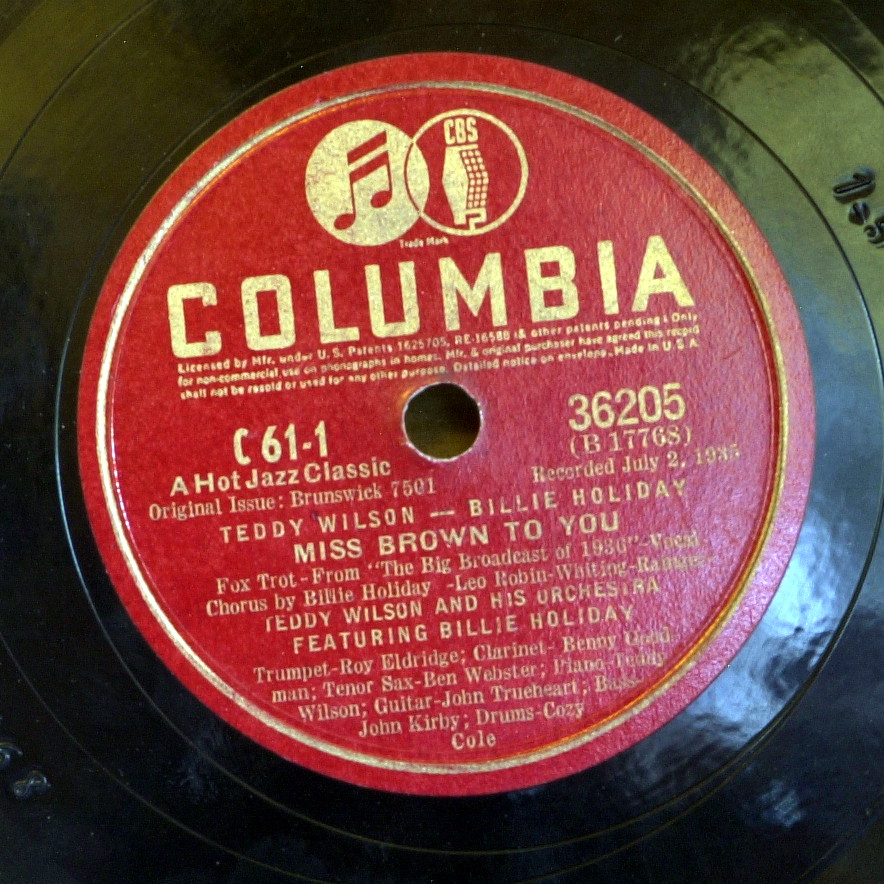 CBS
Trade Mark
COLUMBIA
Licensed by Mfr. under U. S. Patents 1625705, RE-16588 (& other patents pending) Only
for non-commercial use on phonographs in homes. Mfr. & original purchaser have agreed this record
shall not be resold or used for any other purpose. Detailed notice on envelope. Made in U. S. A.
C 61-1
36205
(B 17768)
A Hot Jazz Classic
Recorded July 2, 1935
Original Issue: Brunswick 7501
TEDDY WILSON — BILLIE HOLIDAY
MISS BROWN TO YOU
Fox Trot-From "The Big Broadcast of 1936"-Vocal
Chorus by Billie Holiday -Leo Robin-Whiting-Rainger-
TEDDY WILSON AND HIS ORCHESTRA
FEATURING BILLIE HOLIDAY
Trumpet-Roy Eldridge; Clarinet- Benny Good-
man; Tenor Sax-Ben Webster; Piano-Teddy
Wilson; Guitar-John Trueheart; Bass-
John Kirby; Drums-Cozy
Cole